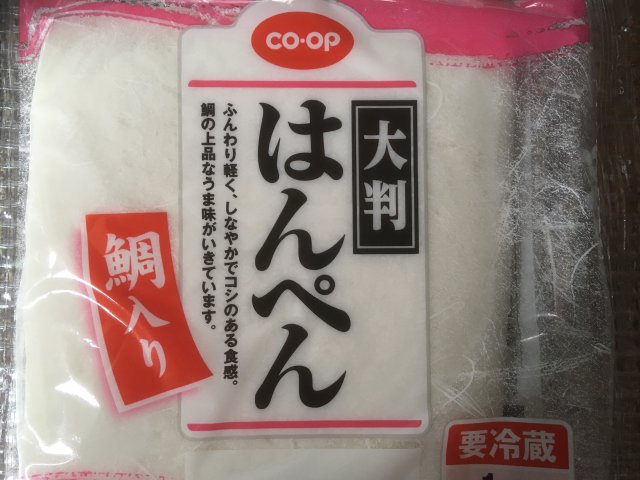 CO・OP
大判
はんぺん
ふんわり軽く、しなやかでコシのある食感。
鯛の上品なうま味がいきています。
鯛入り
要冷蔵